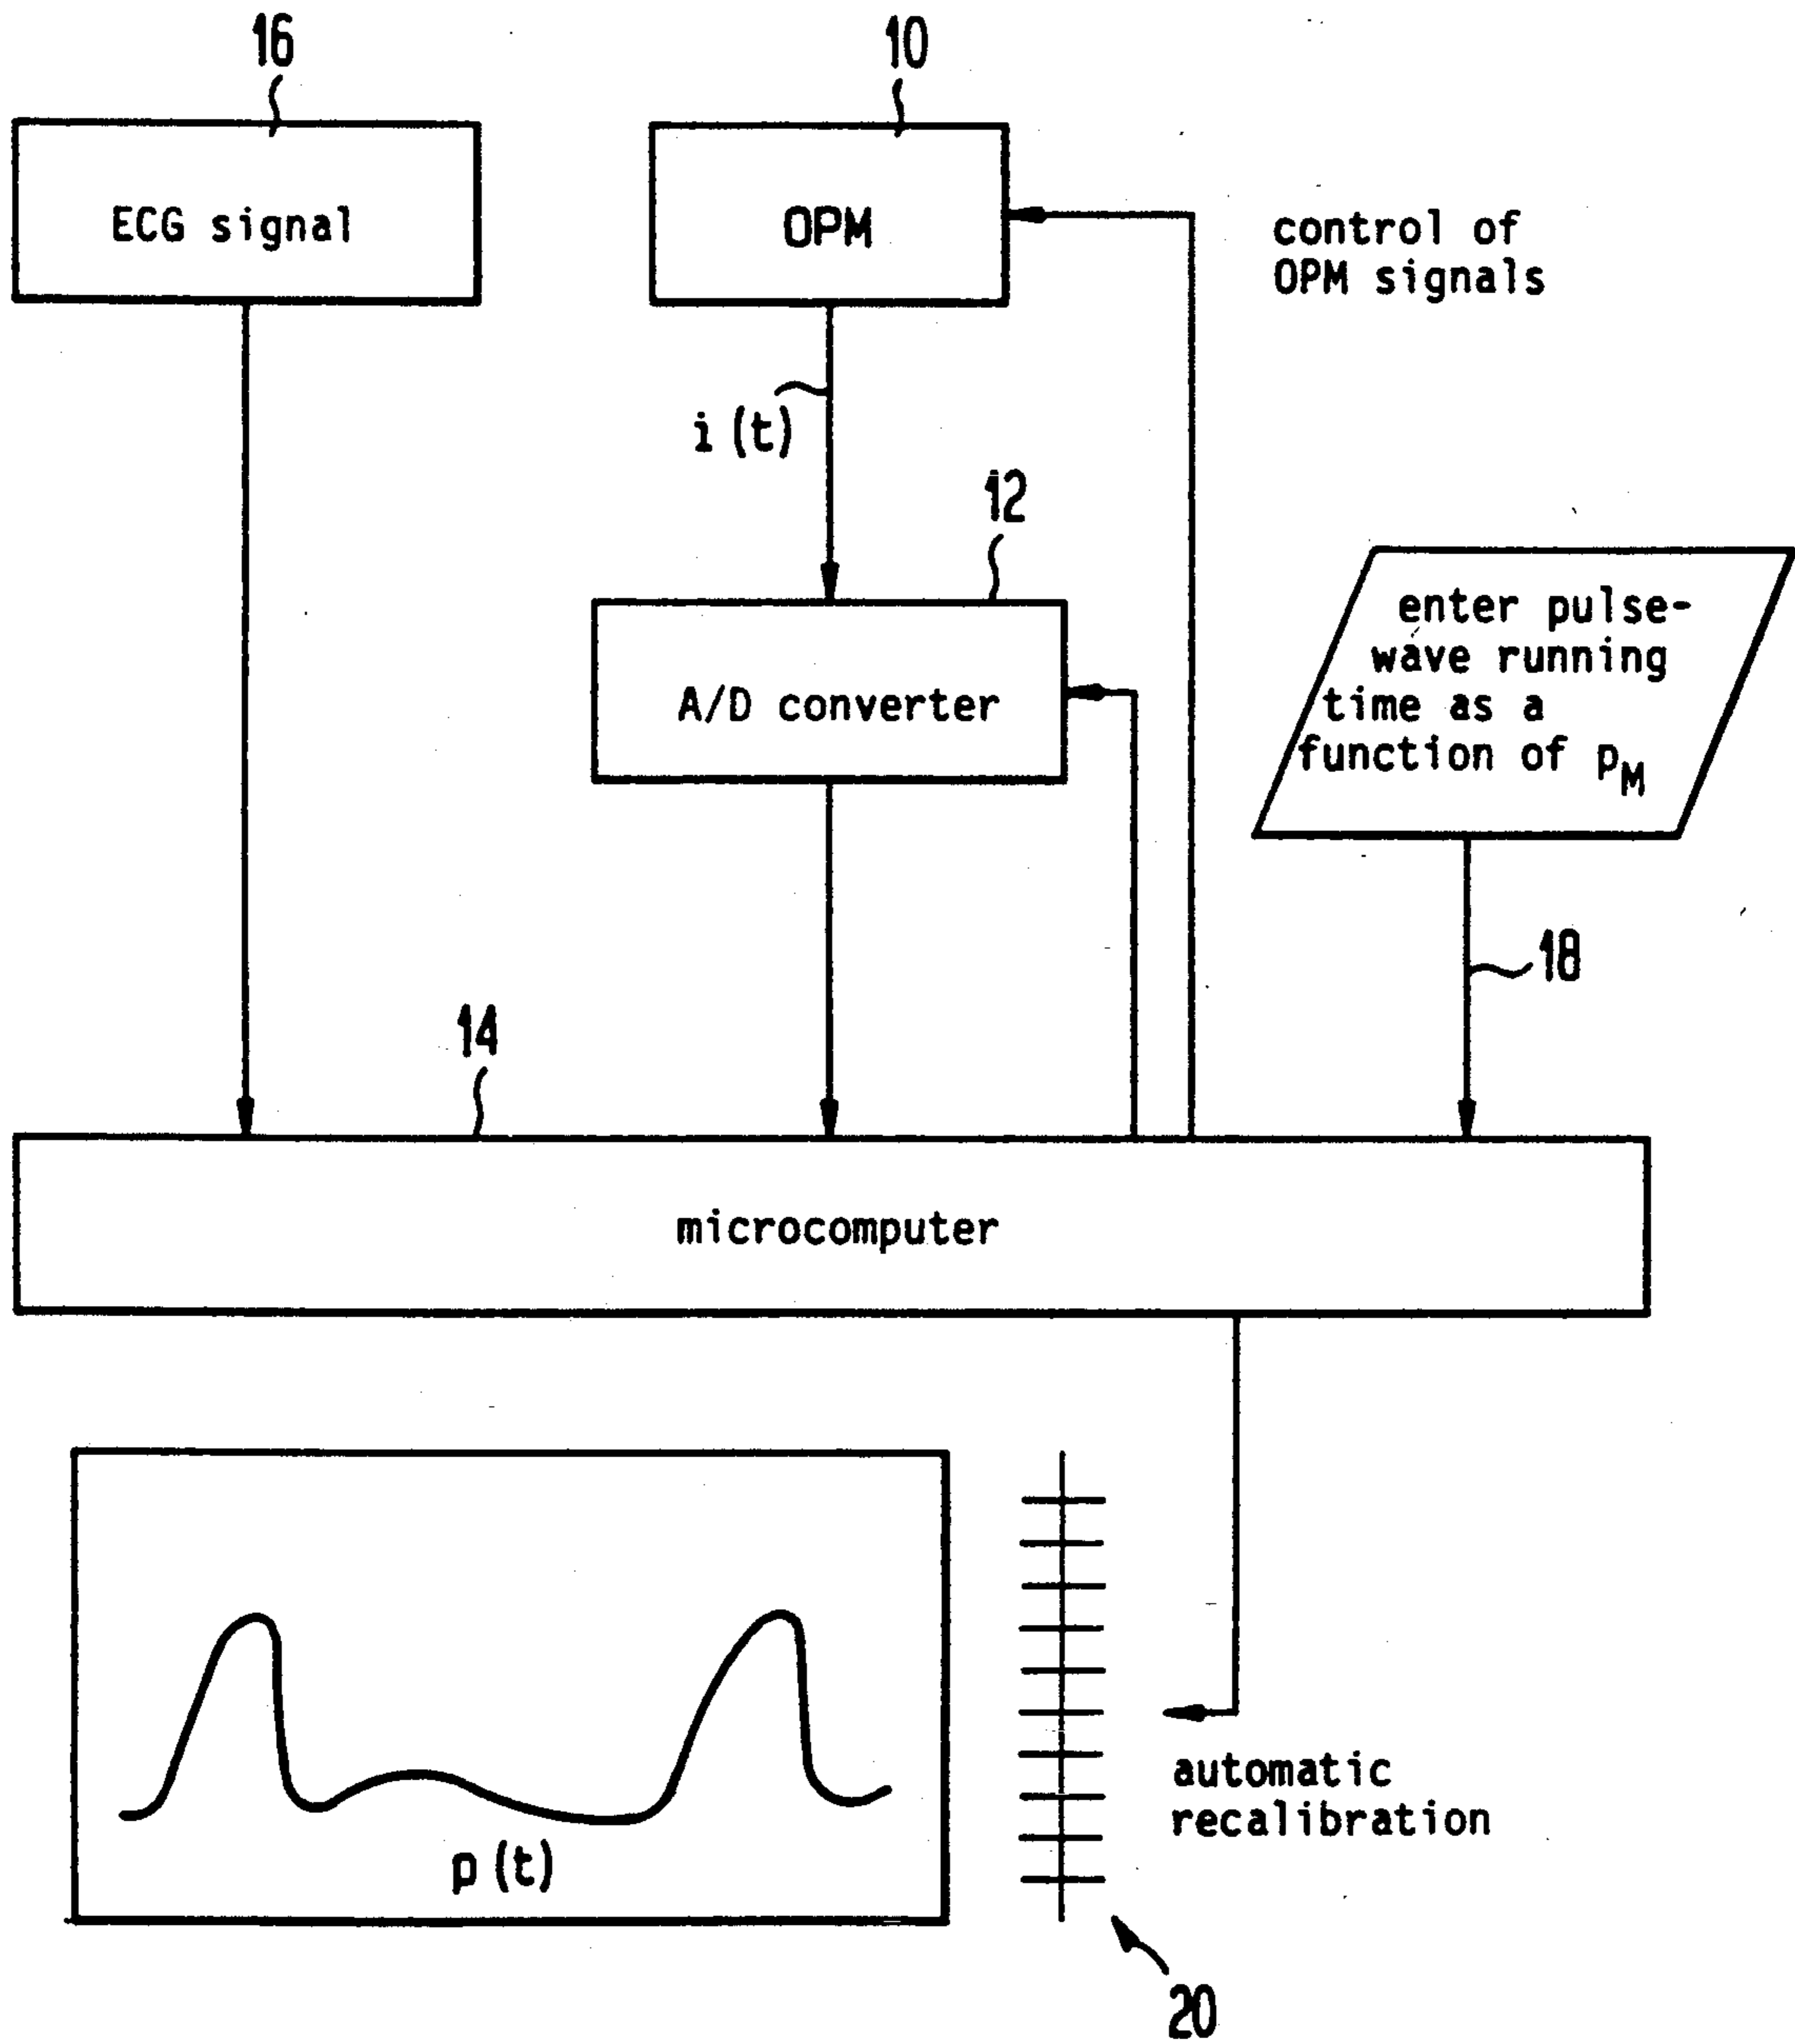 16
10
ECG signal
OPM
control of
OPM signals
i(t)
12
enter pulse-
wave running
time as a
function of pM
A/D converter
18
14
microcomputer
automatic
recalibration
p(t)
20